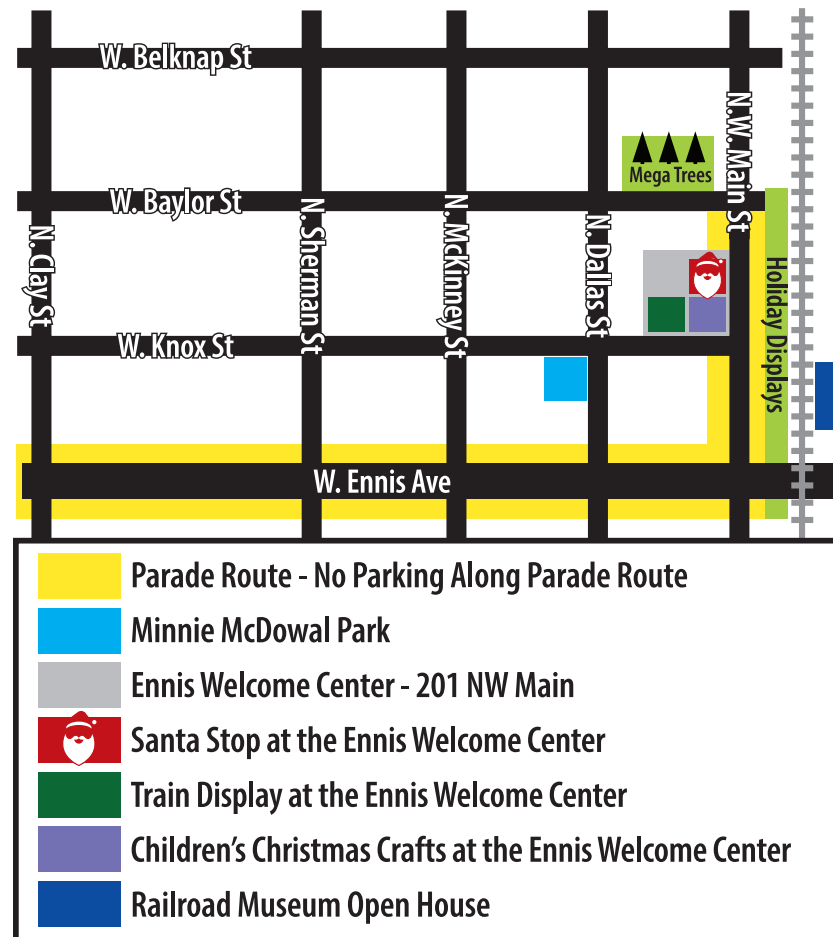 W. Belknap St
N.W. Main St
Mega Trees
W. Baylor St
N. Clay St
N. Sherman St
N. McKinney St
N. Dallas St
Holiday Displays
W. Knox St
W. Ennis Ave
Parade Route - No Parking Along Parade Route
Minnie McDowal Park
Ennis Welcome Center - 201 NW Main
Santa Stop at the Ennis Welcome Center
Train Display at the Ennis Welcome Center
Children's Christmas Crafts at the Ennis Welcome Center
Railroad Museum Open House